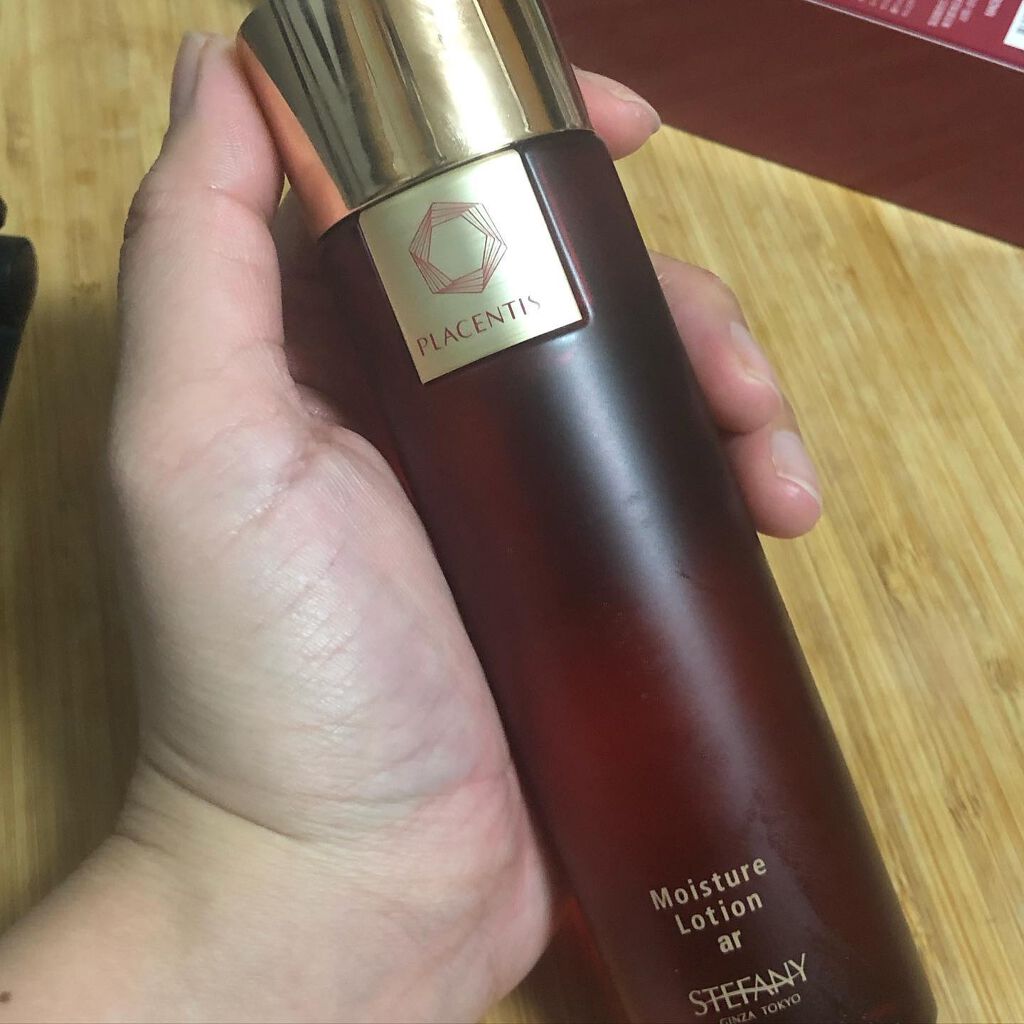 PLACENTIS
Moisture
Lotion
ar
STEFANY
GINZA TOKYO